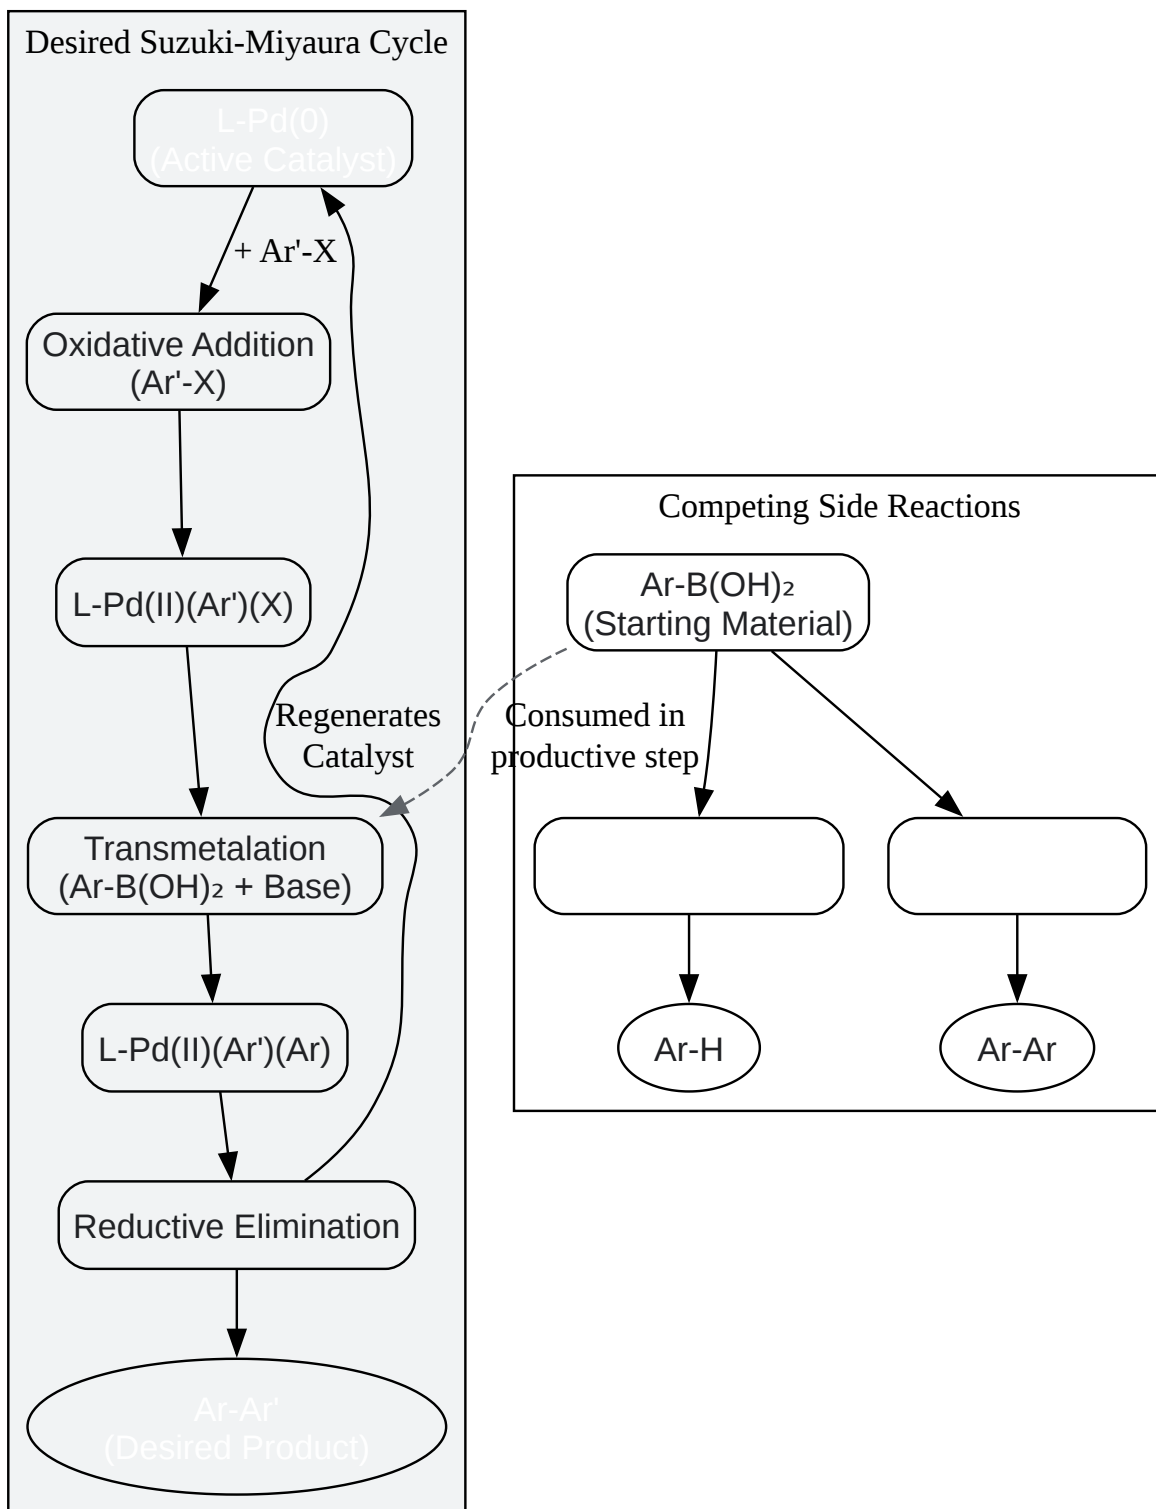 Desired Suzuki-Miyaura Cycle
L-Pd(0)
(Active Catalyst)
+ Ar'-X
Oxidative Addition
(Ar'-X)
L-Pd(II)(Ar')(X)
Regenerates
Catalyst
Transmetalation
(Ar-B(OH)₂ + Base)
L-Pd(II)(Ar')(Ar)
Reductive Elimination
Ar-Ar'
(Desired Product)
Competing Side Reactions
Ar-B(OH)₂
(Starting Material)
Consumed in
productive step
Ar-H
Ar-Ar